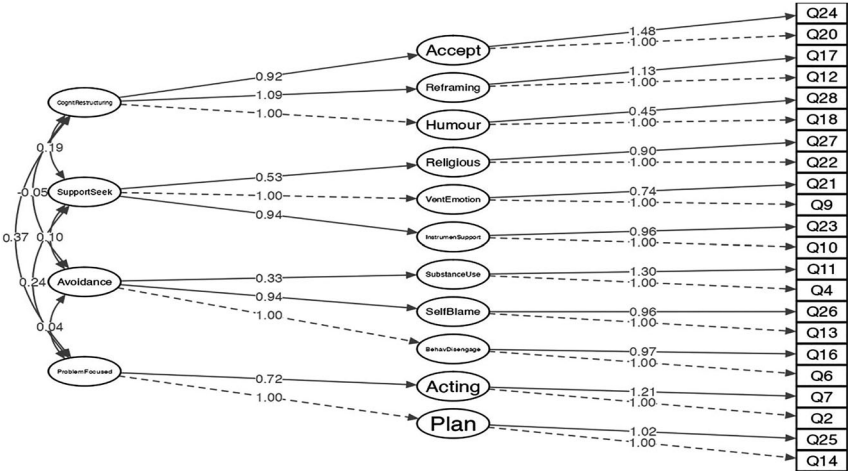 Q24
1.48
Q20
Accept
1.00
Q17
0.92
1.13
Reframing
Q12
1.00
1.09
CognitRestructuring
Q28
1.00
0.45
Humour
Q18
1.00
0.19
Q27
0.90
Religious
Q22
0.53
1.00
SupportSeek
Q21
-0.05
1.00
0.74
VentEmotion
Q9
1.00
0.94
Q23
0.37
0.10
0.96
InstrumenSupport
Q10
1.00
Q11
0.33
1.30
SubstanceUse
Avoidance
0.24
Q4
1.00
0.94
Q26
SelfBlame
0.96
1.00
Q13
0.04
1.00
BehavDisengage
Q16
0.97
ProblemFocused
Q6
1.00
0.72
Acting
Q7
1.21
1.00
1.00
Q2
Plan
1.02
Q25
1.00
Q14